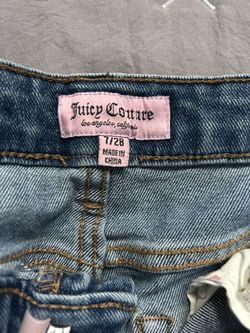 Juicy Couture
los angeles, california
7/28
MADE IN
CHINA